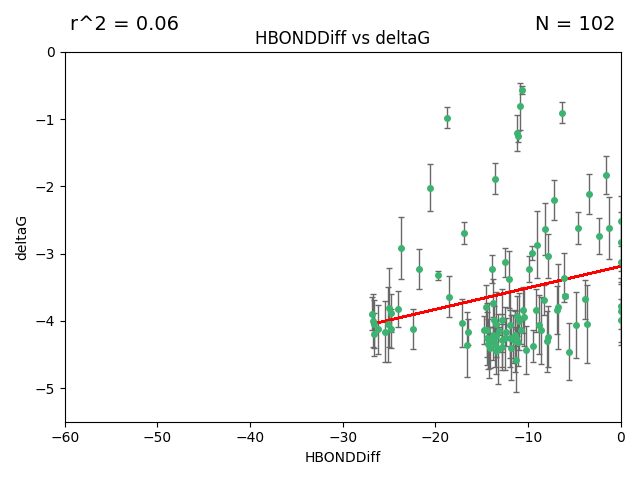 r^2 = 0.06
N = 102
HBONDDiff vs deltaG
deltaG
0
−1
−2
−3
−4
−5
−60
−50
−40
−30
−20
−10
0
HBONDDiff